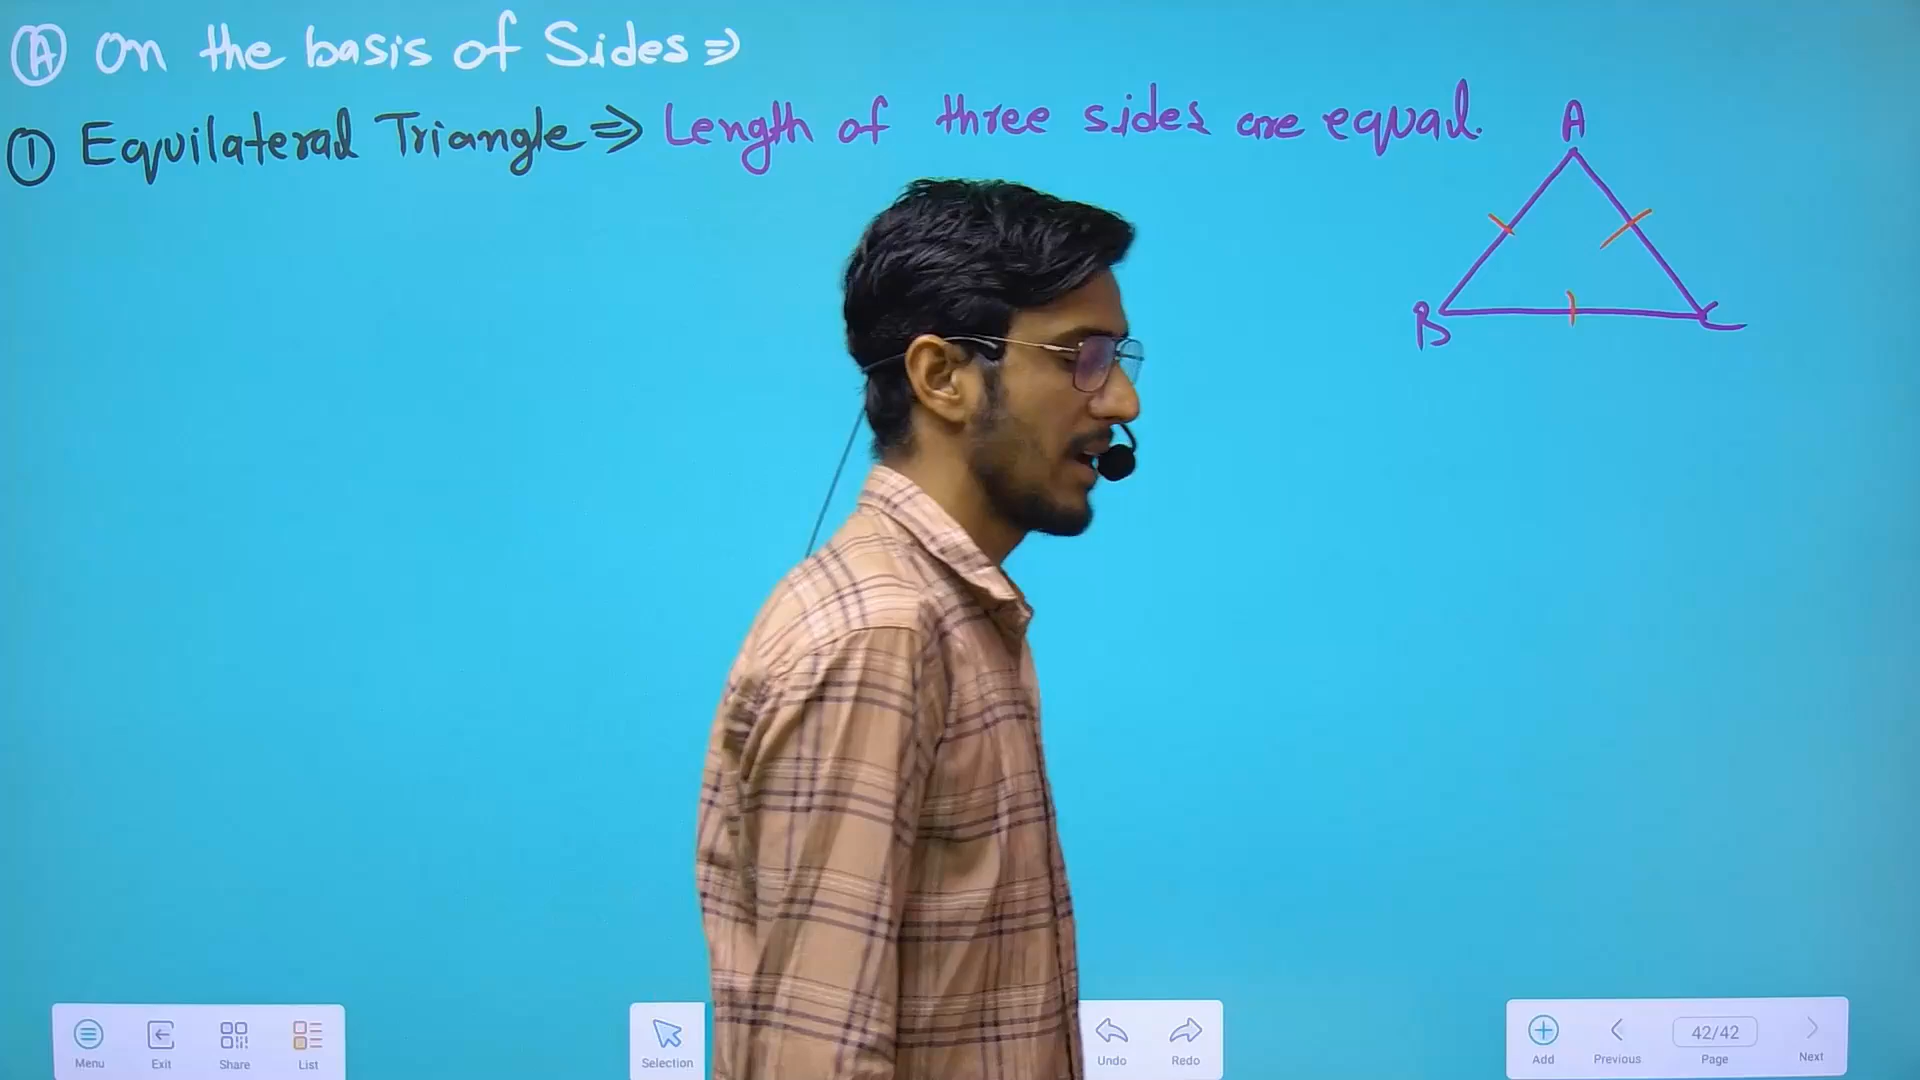 Ⓐ On the basis of Sides ⇒
① Equilateral Triangle ⇒ Length of three sides are equal.
A
B
C
Menu
Exit
Share
List
Selection
Undo
Redo
Add
Previous
42/42
Page
Next